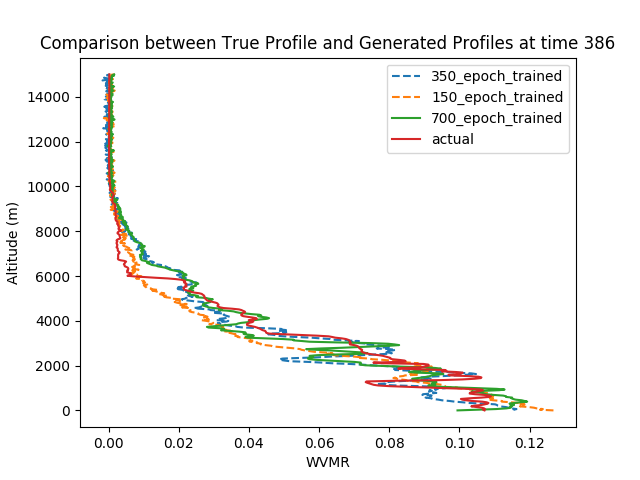 Comparison between True Profile and Generated Profiles at time 386
350_epoch_trained
150_epoch_trained
700_epoch_trained
actual
14000
12000
10000
8000
6000
4000
2000
0
Altitude (m)
0.00 0.02 0.04 0.06 0.08 0.10 0.12
WVMR